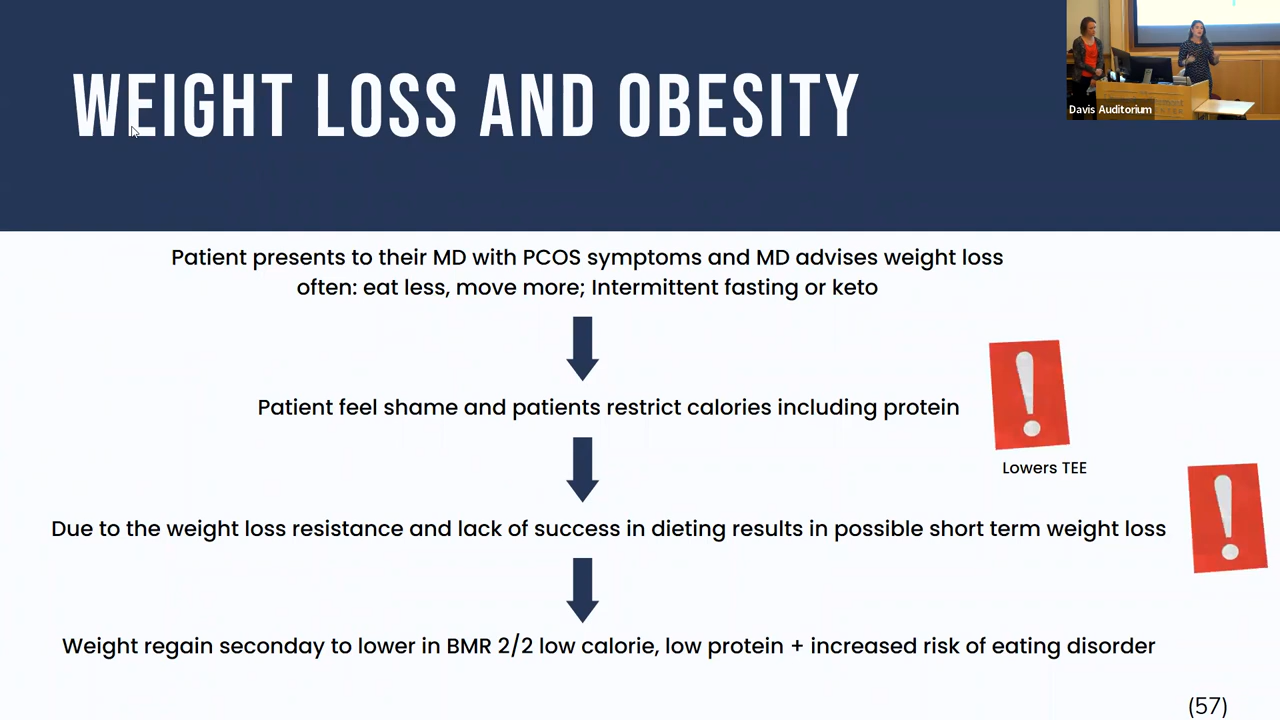 WEIGHT LOSS AND OBESITY
Davis Auditorium
Patient presents to their MD with PCOS symptoms and MD advises weight loss
often: eat less, move more; Intermittent fasting or keto
Patient feel shame and patients restrict calories including protein
Lowers TEE
Due to the weight loss resistance and lack of success in dieting results in possible short term weight loss
Weight regain seconday to lower in BMR 2/2 low calorie, low protein + increased risk of eating disorder
(57)